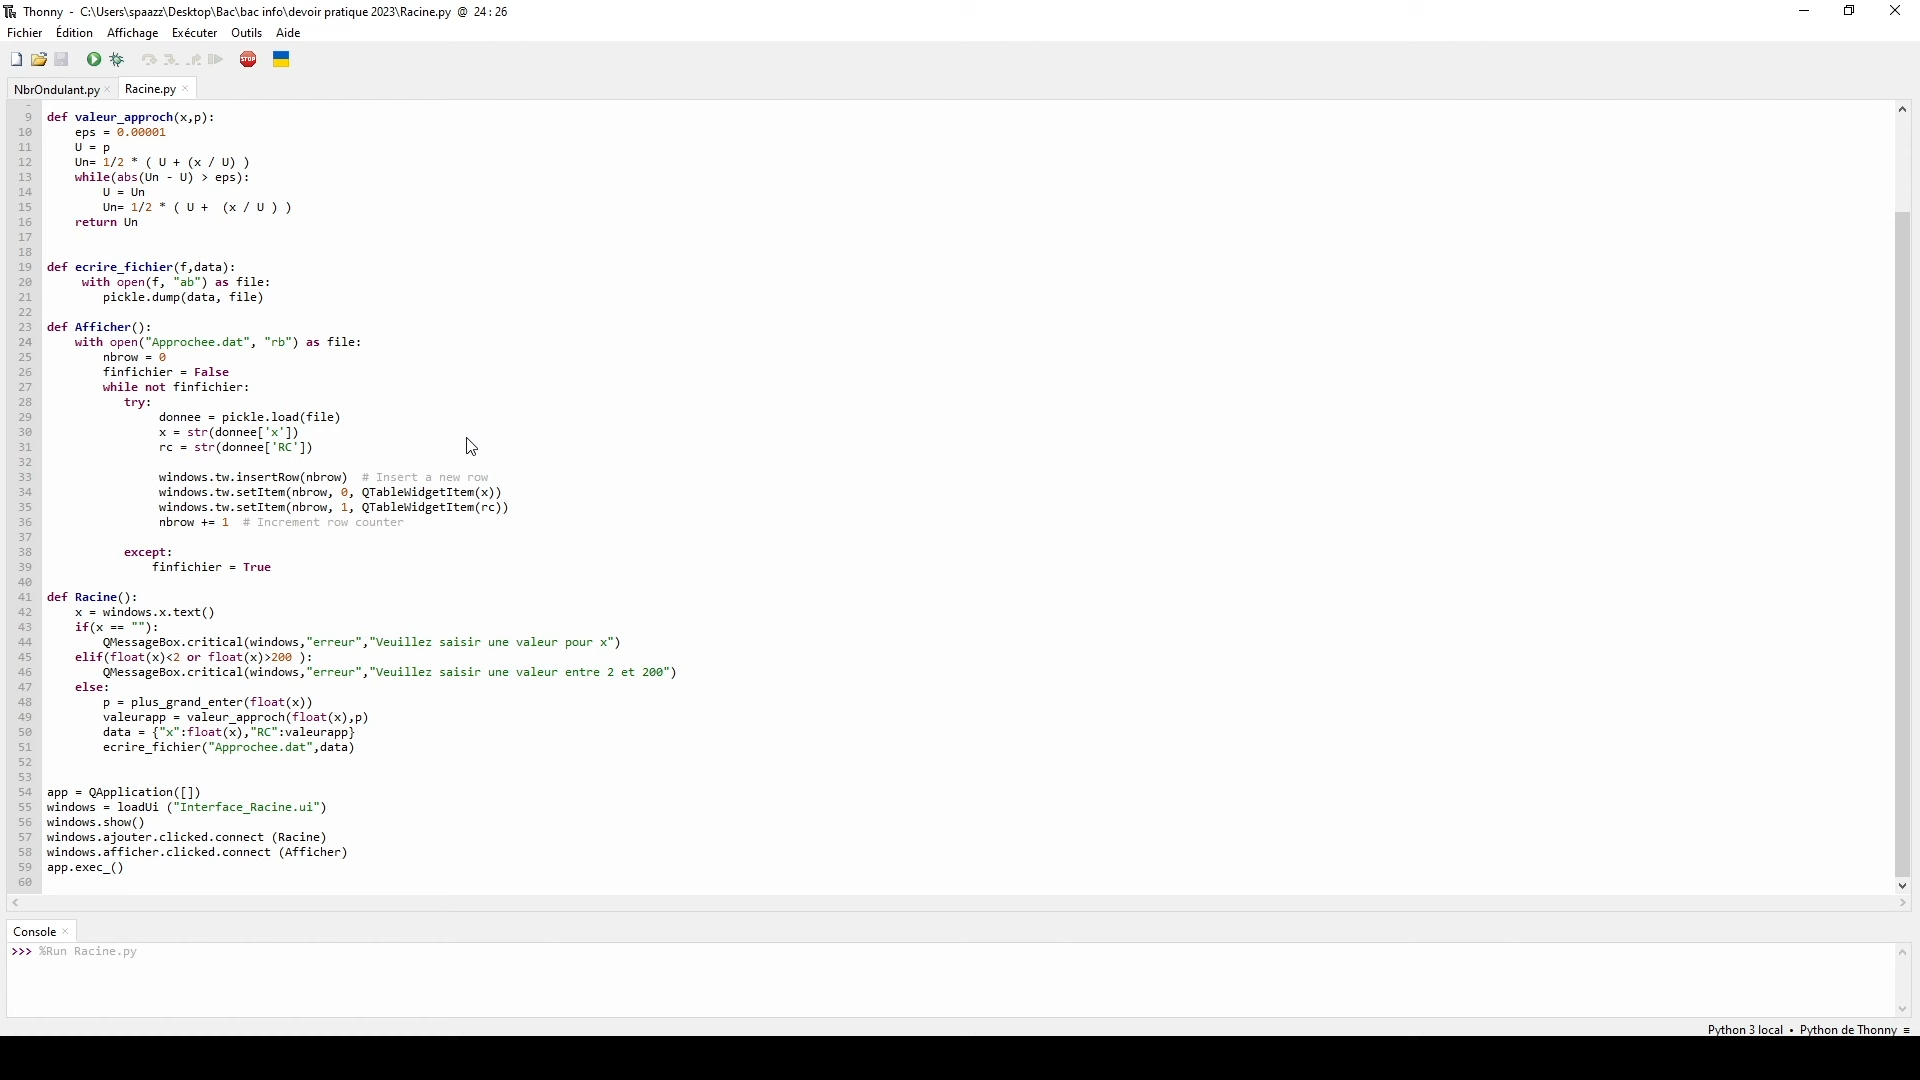 Thonny - C:\Users\spaazz\Desktop\Bac\bac info\devoir pratique 2023\Racine.py @ 24 : 26
Fichier Édition Affichage Exécuter Outils Aide
STOP
NbrOndulant.py × Racine.py ×
9 def valeur_approch(x,p):
10     eps = 0.00001
11     U = p
12     Un= 1/2 * ( U + (x / U) )
13     while(abs(Un - U) > eps):
14         U = Un
15         Un= 1/2 * ( U +  (x / U ) )
16     return Un
17
18
19 def ecrire_fichier(f,data):
20      with open(f, "ab") as file:
21         pickle.dump(data, file)
22
23 def Afficher():
24     with open("Approchee.dat", "rb") as file:
25         nbrow = 0
26         finfichier = False
27         while not finfichier:
28            try:
29                 donnee = pickle.load(file)
30                 x = str(donnee['x'])
31                 rc = str(donnee['RC'])
32
33                 windows.tw.insertRow(nbrow)  # Insert a new row
34                 windows.tw.setItem(nbrow, 0, QTableWidgetItem(x))
35                 windows.tw.setItem(nbrow, 1, QTableWidgetItem(rc))
36                 nbrow += 1  # Increment row counter
37
38            except:
39                finfichier = True
40
41 def Racine():
42     x = windows.x.text()
43     if(x == ""):
44         QMessageBox.critical(windows,"erreur","Veuillez saisir une valeur pour x")
45     elif(float(x)<2 or float(x)>200 ):
46         QMessageBox.critical(windows,"erreur","Veuillez saisir une valeur entre 2 et 200")
47     else:
48         p = plus_grand_enter(float(x))
49         valeurapp = valeur_approch(float(x),p)
50         data = {"x":float(x),"RC":valeurapp}
51         ecrire_fichier("Approchee.dat",data)
52
53
54 app = QApplication([])
55 windows = loadUi ("Interface_Racine.ui")
56 windows.show()
57 windows.ajouter.clicked.connect (Racine)
58 windows.afficher.clicked.connect (Afficher)
59 app.exec_()
60
Console ×
>>> %Run Racine.py
Python 3 local • Python de Thonny ≡